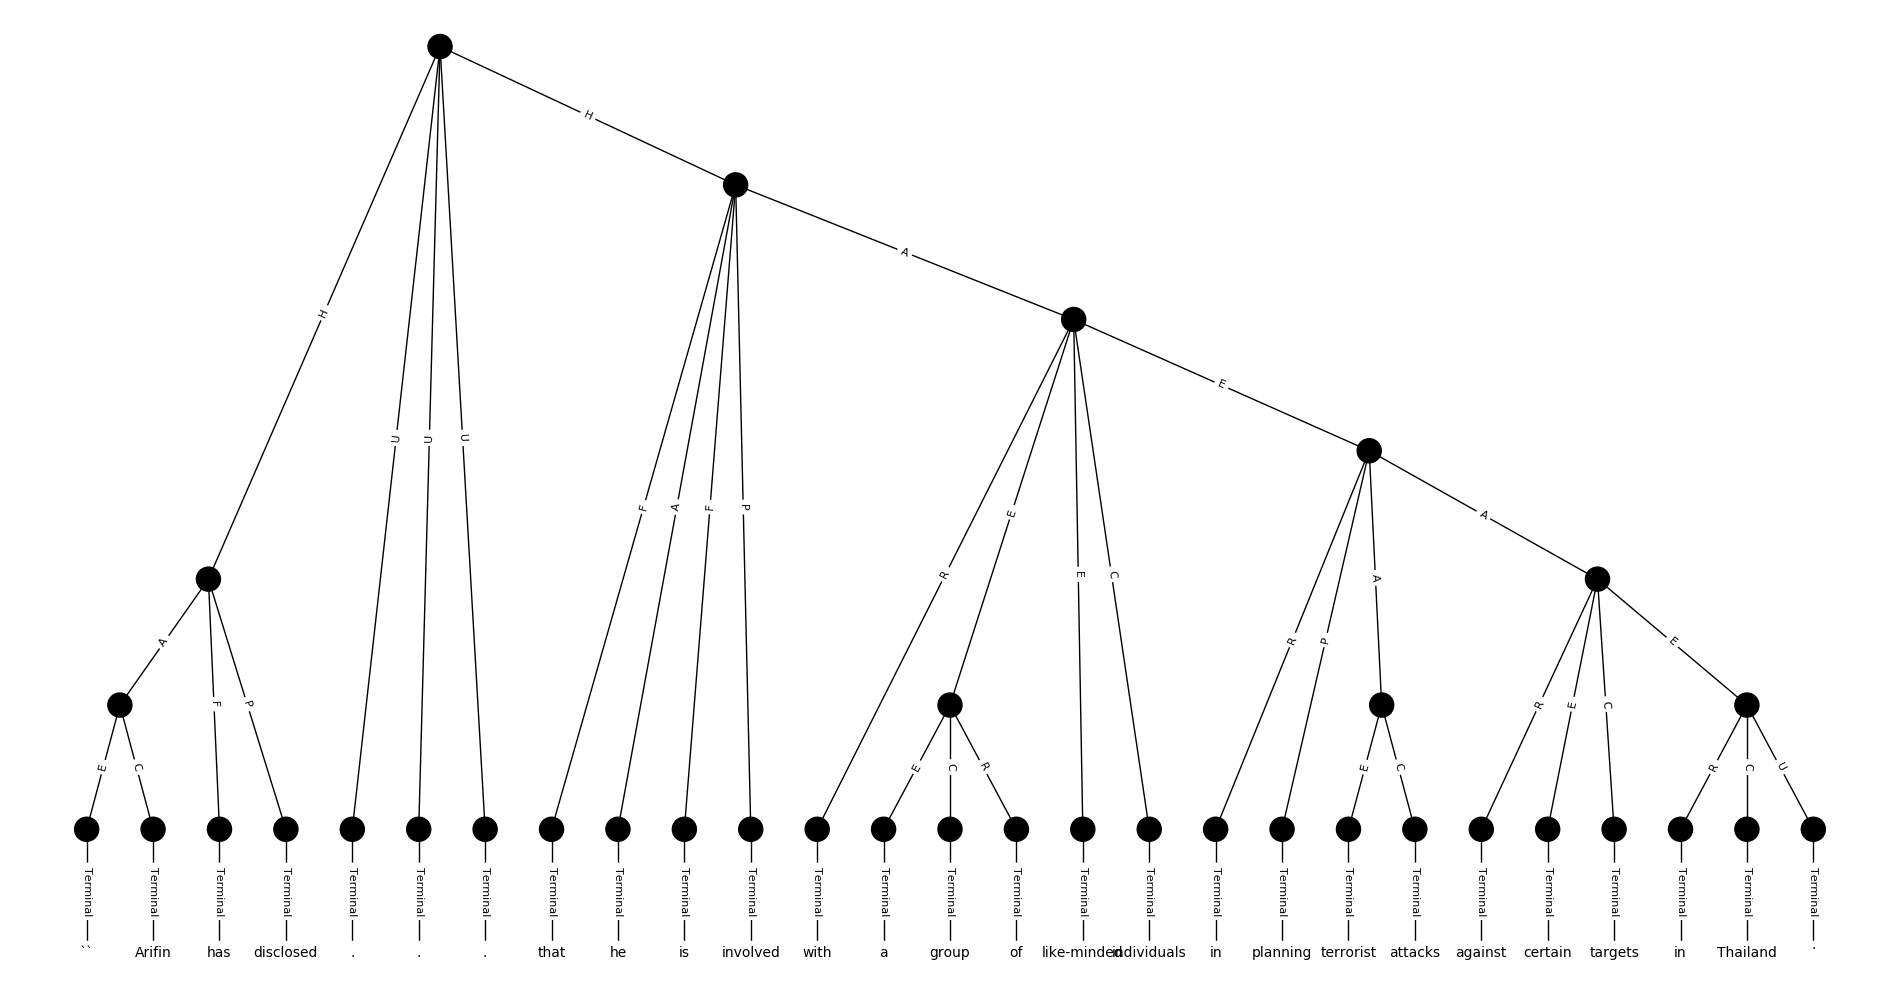 H
H
A
U U U
E
F A F P
E
A
R E C
A
A F P
R P
E
E C
E C R
R E C
E C
R C U
Terminal Terminal Terminal Terminal Terminal Terminal Terminal Terminal Terminal Terminal Terminal Terminal Terminal Terminal Terminal Terminal Terminal Terminal Terminal Terminal Terminal Terminal Terminal Terminal Terminal Terminal Terminal
`` Arifin has disclosed . . . that he is involved with a group of like-minded individuals in planning terrorist attacks against certain targets in Thailand .